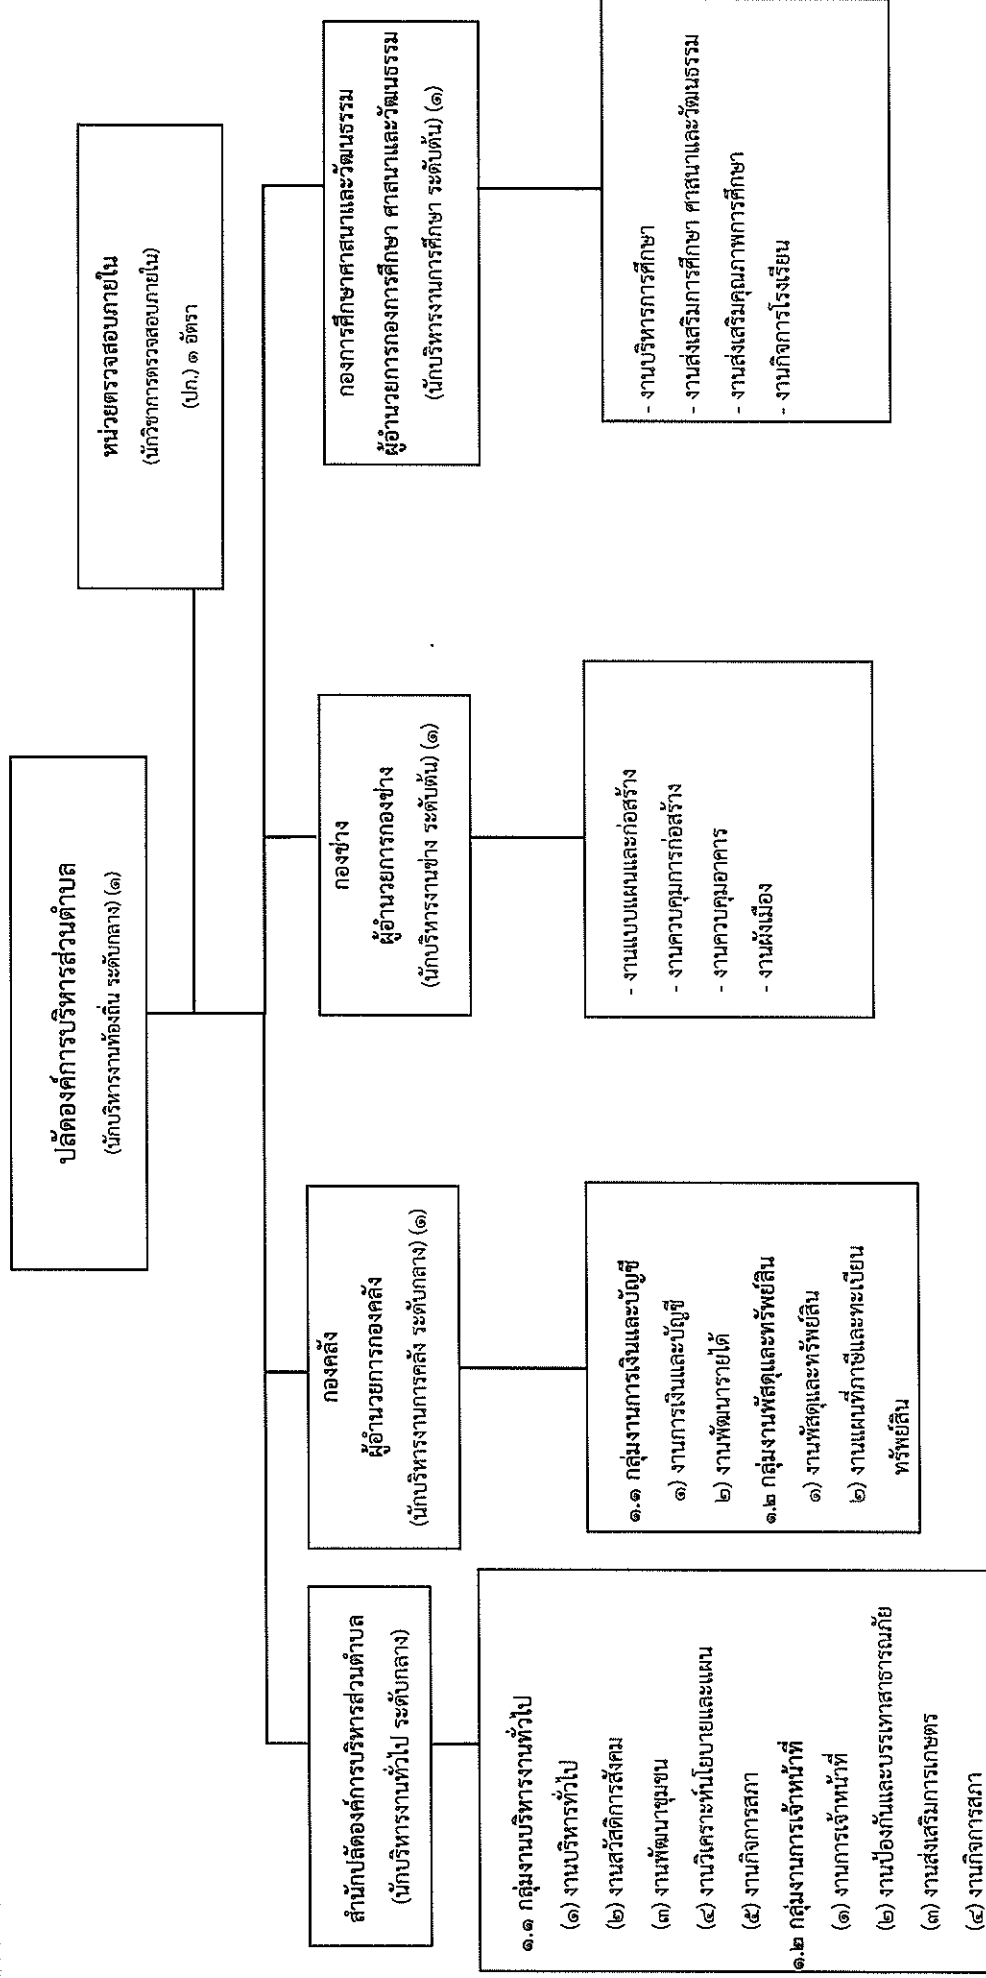 ปลัดองค์การบริหารส่วนตำบล
(นักบริหารงานท้องถิ่น ระดับกลาง) (๑)
หน่วยตรวจสอบภายใน
(นักวิชาการตรวจสอบภายใน)
(ปก.) ๑ อัตรา
สำนักปลัดองค์การบริหารส่วนตำบล
(นักบริหารงานทั่วไป ระดับกลาง)
๑.๑ กลุ่มงานบริหารงานทั่วไป
(๑) งานบริหารทั่วไป
(๒) งานสวัสดิการสังคม
(๓) งานพัฒนาชุมชน
(๔) งานวิเคราะห์นโยบายและแผน
(๕) งานกิจการสภา
๑.๒ กลุ่มงานการเจ้าหน้าที่
(๑) งานการเจ้าหน้าที่
(๒) งานป้องกันและบรรเทาสาธารณภัย
(๓) งานส่งเสริมการเกษตร
(๔) งานกิจการสภา
กองคลัง
ผู้อำนวยการกองคลัง
(นักบริหารงานการคลัง ระดับกลาง) (๑)
๑.๑ กลุ่มงานการเงินและบัญชี
๑) งานการเงินและบัญชี
๒) งานพัฒนารายได้
๑.๒ กลุ่มงานพัสดุและทรัพย์สิน
๑) งานพัสดุและทรัพย์สิน
๒) งานแผนที่ภาษีและทะเบียน
ทรัพย์สิน
กองช่าง
ผู้อำนวยการกองช่าง
(นักบริหารงานช่าง ระดับต้น) (๑)
- งานแบบแผนและก่อสร้าง
- งานควบคุมการก่อสร้าง
- งานควบคุมอาคาร
- งานผังเมือง
กองการศึกษาศาสนาและวัฒนธรรม
ผู้อำนวยการกองการศึกษา ศาสนาและวัฒนธรรม
(นักบริหารงานการศึกษา ระดับต้น) (๑)
- งานบริหารการศึกษา
- งานส่งเสริมการศึกษา ศาสนาและวัฒนธรรม
- งานส่งเสริมคุณภาพการศึกษา
- งานกิจการโรงเรียน